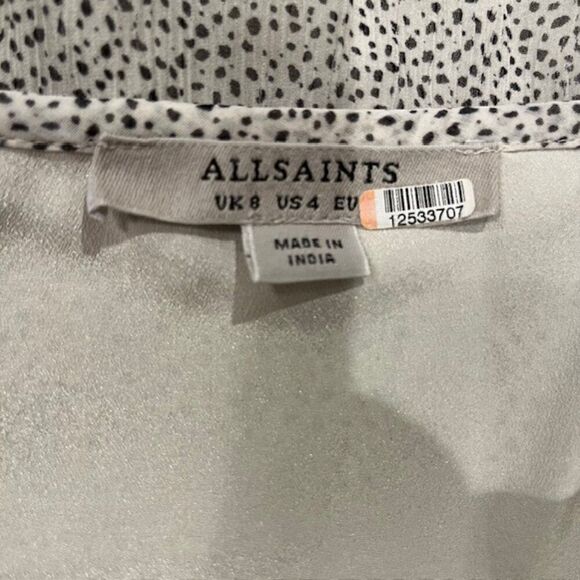 ALLSAINTS
UK 8 US 4 EU
12533707
MADE IN
INDIA